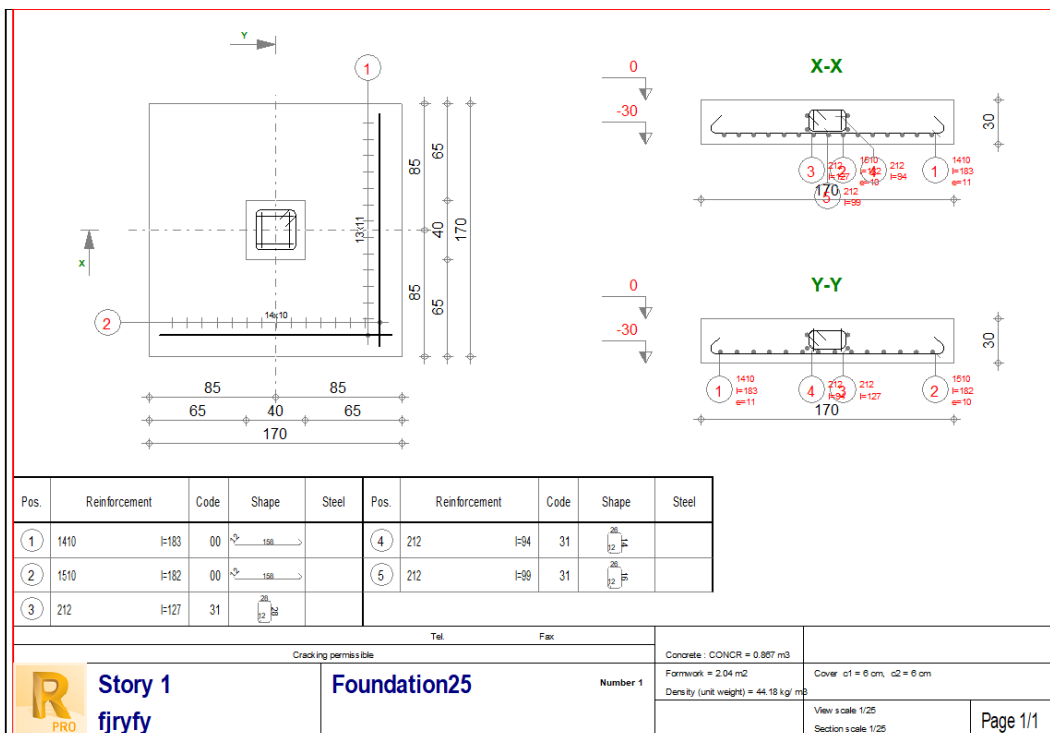 Y
1
X
2
13x11
14x10
85
85
65
40
65
170
85
85
65
40
65
170
X-X
0
-30
30
3
212
l=127
2
1510
l=182
e=10
4
212
l=94
1
1410
l=183
e=11
170
5
212
l=99
Y-Y
0
-30
30
1
1410
l=183
e=11
4
212
l=94
3
212
l=127
2
1510
l=182
e=10
170
Pos. Reinforcement Code Shape Steel Pos. Reinforcement Code Shape Steel
1 1410 l=183 00 12 158 4 212 l=94 31 26 14 12
2 1510 l=182 00 12 158 5 212 l=99 31 26 16 12
3 212 l=127 31 28 28 12
Tel. Fax
Cracking permissible
Concrete : CONCR = 0.867 m3
Formwork = 2.04 m2
Density (unit weight) = 44.18 kg/ m3
Cover c1 = 6 cm, c2 = 6 cm
R
PRO
Story 1
fjryfy
Foundation25
Number 1
View scale 1/25
Section scale 1/25
Page 1/1